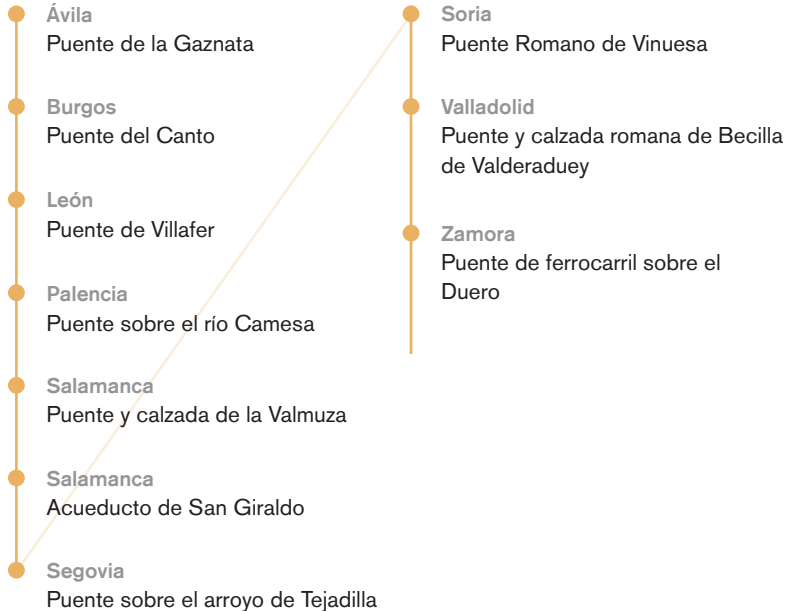 Ávila
Puente de la Gaznata
Burgos
Puente del Canto
León
Puente de Villafer
Palencia
Puente sobre el río Camesa
Salamanca
Puente y calzada de la Valmuza
Salamanca
Acueducto de San Giraldo
Segovia
Puente sobre el arroyo de Tejadilla
Soria
Puente Romano de Vinuesa
Valladolid
Puente y calzada romana de Becilla
de Valderaduey
Zamora
Puente de ferrocarril sobre el
Duero